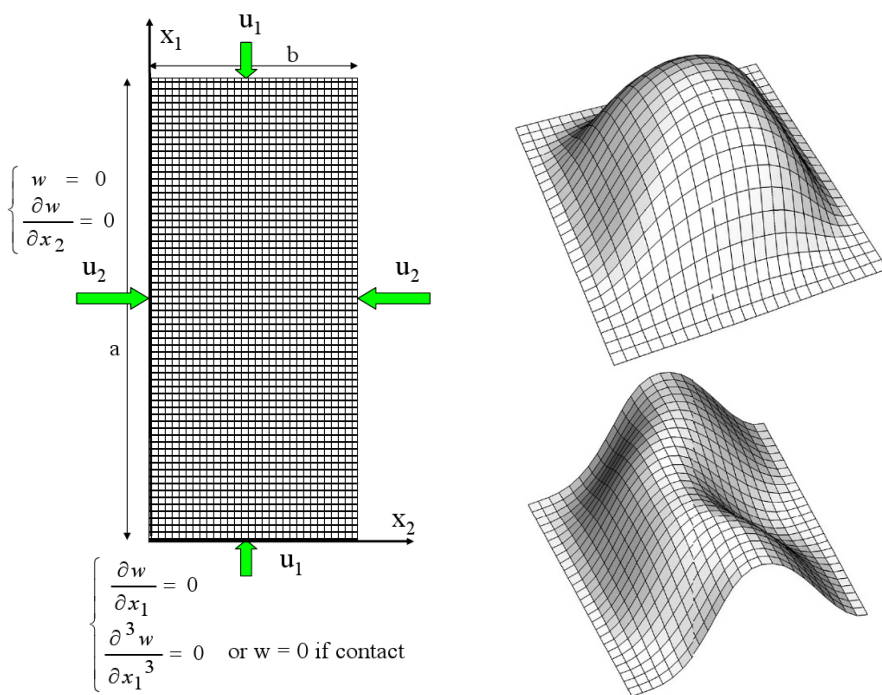 u₁
x₁
b
w = 0
∂w/∂x₂ = 0
u₂
u₂
a
x₂
u₁
∂w/∂x₁ = 0
∂³w/∂x₁³ = 0 or w = 0 if contact